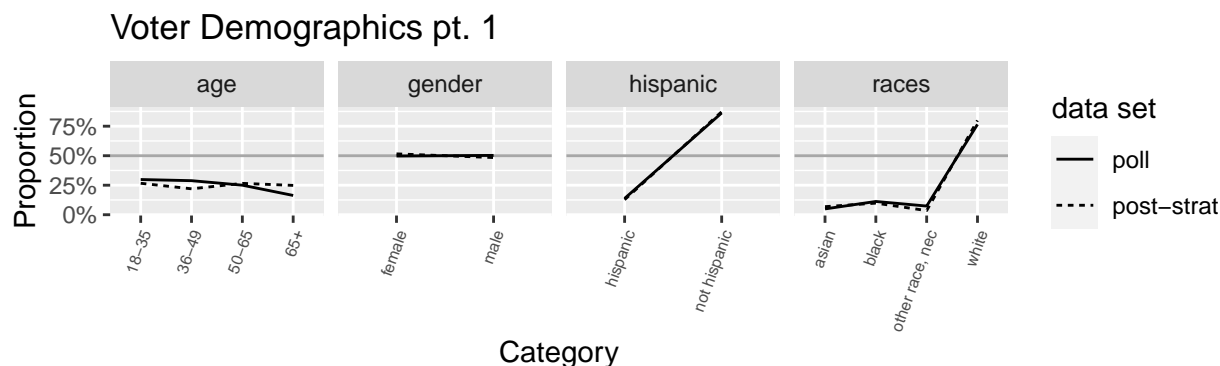 Voter Demographics pt. 1
age
gender
hispanic
races
Proportion
75%
50%
25%
0%
18−35
36−49
50−65
65+
female
male
hispanic
not hispanic
asian
black
other race, nec
white
Category
data set
poll
post−strat